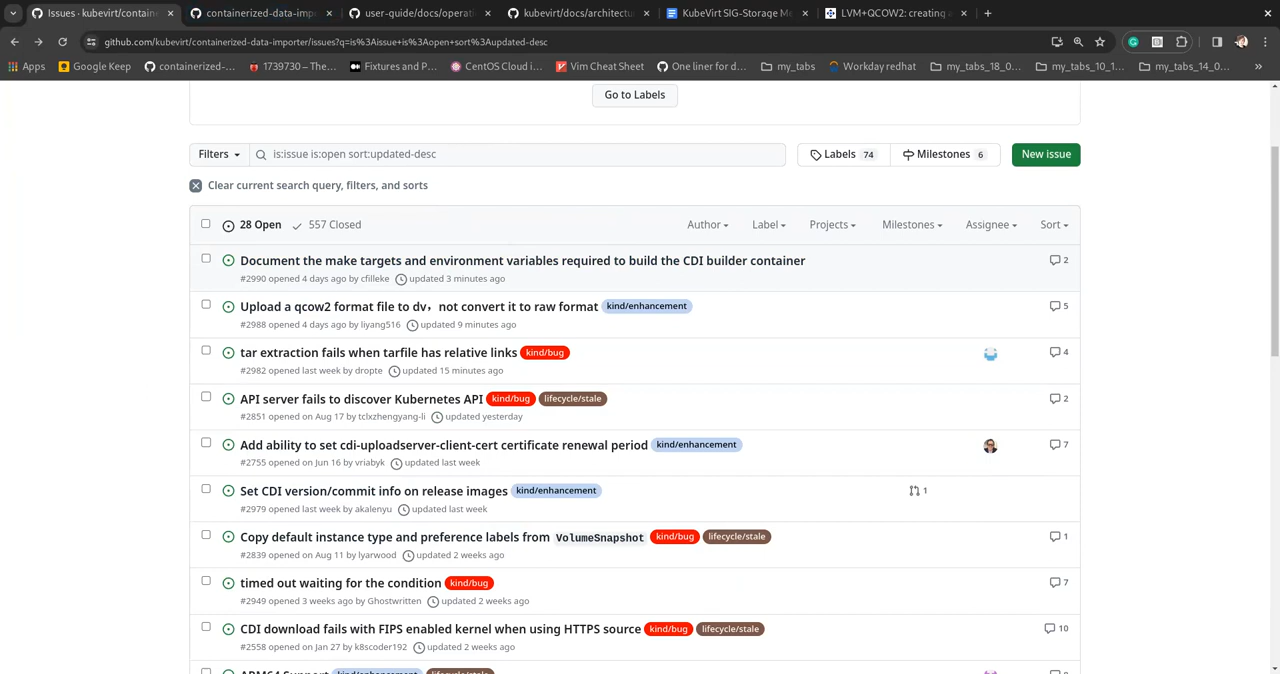 Issues · kubevirt/containe
containerized-data-impo
user-guide/docs/operati
kubevirt/docs/architectu
KubeVirt SIG-Storage Me
LVM+QCOW2: creating a
github.com/kubevirt/containerized-data-importer/issues?q=is%3Aissue+is%3Aopen+sort%3Aupdated-desc
Apps
Google Keep
containerized-...
1739730 – The...
Fixtures and P...
CentOS Cloud i...
Vim Cheat Sheet
One liner for d...
my_tabs
Workday redhat
my_tabs_18_0...
my_tabs_10_1...
my_tabs_14_0...
»
Go to Labels
Filters
is:issue is:open sort:updated-desc
Labels 74
Milestones 6
New issue
Clear current search query, filters, and sorts
28 Open
557 Closed
Author
Label
Projects
Milestones
Assignee
Sort
Document the make targets and environment variables required to build the CDI builder container
2
#2990 opened 4 days ago by cfilleke updated 3 minutes ago
Upload a qcow2 format file to dv，not convert it to raw format kind/enhancement
5
#2988 opened 4 days ago by liyang516 updated 9 minutes ago
tar extraction fails when tarfile has relative links kind/bug
4
#2982 opened last week by dropte updated 15 minutes ago
API server fails to discover Kubernetes API kind/bug lifecycle/stale
2
#2851 opened on Aug 17 by tclxzhengyang-li updated yesterday
Add ability to set cdi-uploadserver-client-cert certificate renewal period kind/enhancement
7
#2755 opened on Jun 16 by vriabyk updated last week
Set CDI version/commit info on release images kind/enhancement
1
#2979 opened last week by akalenyu updated last week
Copy default instance type and preference labels from VolumeSnapshot kind/bug lifecycle/stale
1
#2839 opened on Aug 11 by lyarwood updated 2 weeks ago
timed out waiting for the condition kind/bug
7
#2949 opened 3 weeks ago by Ghostwritten updated 2 weeks ago
CDI download fails with FIPS enabled kernel when using HTTPS source kind/bug lifecycle/stale
10
#2558 opened on Jan 27 by k8scoder192 updated 2 weeks ago
ARM64 Support kind/enhancement lifecycle/stale